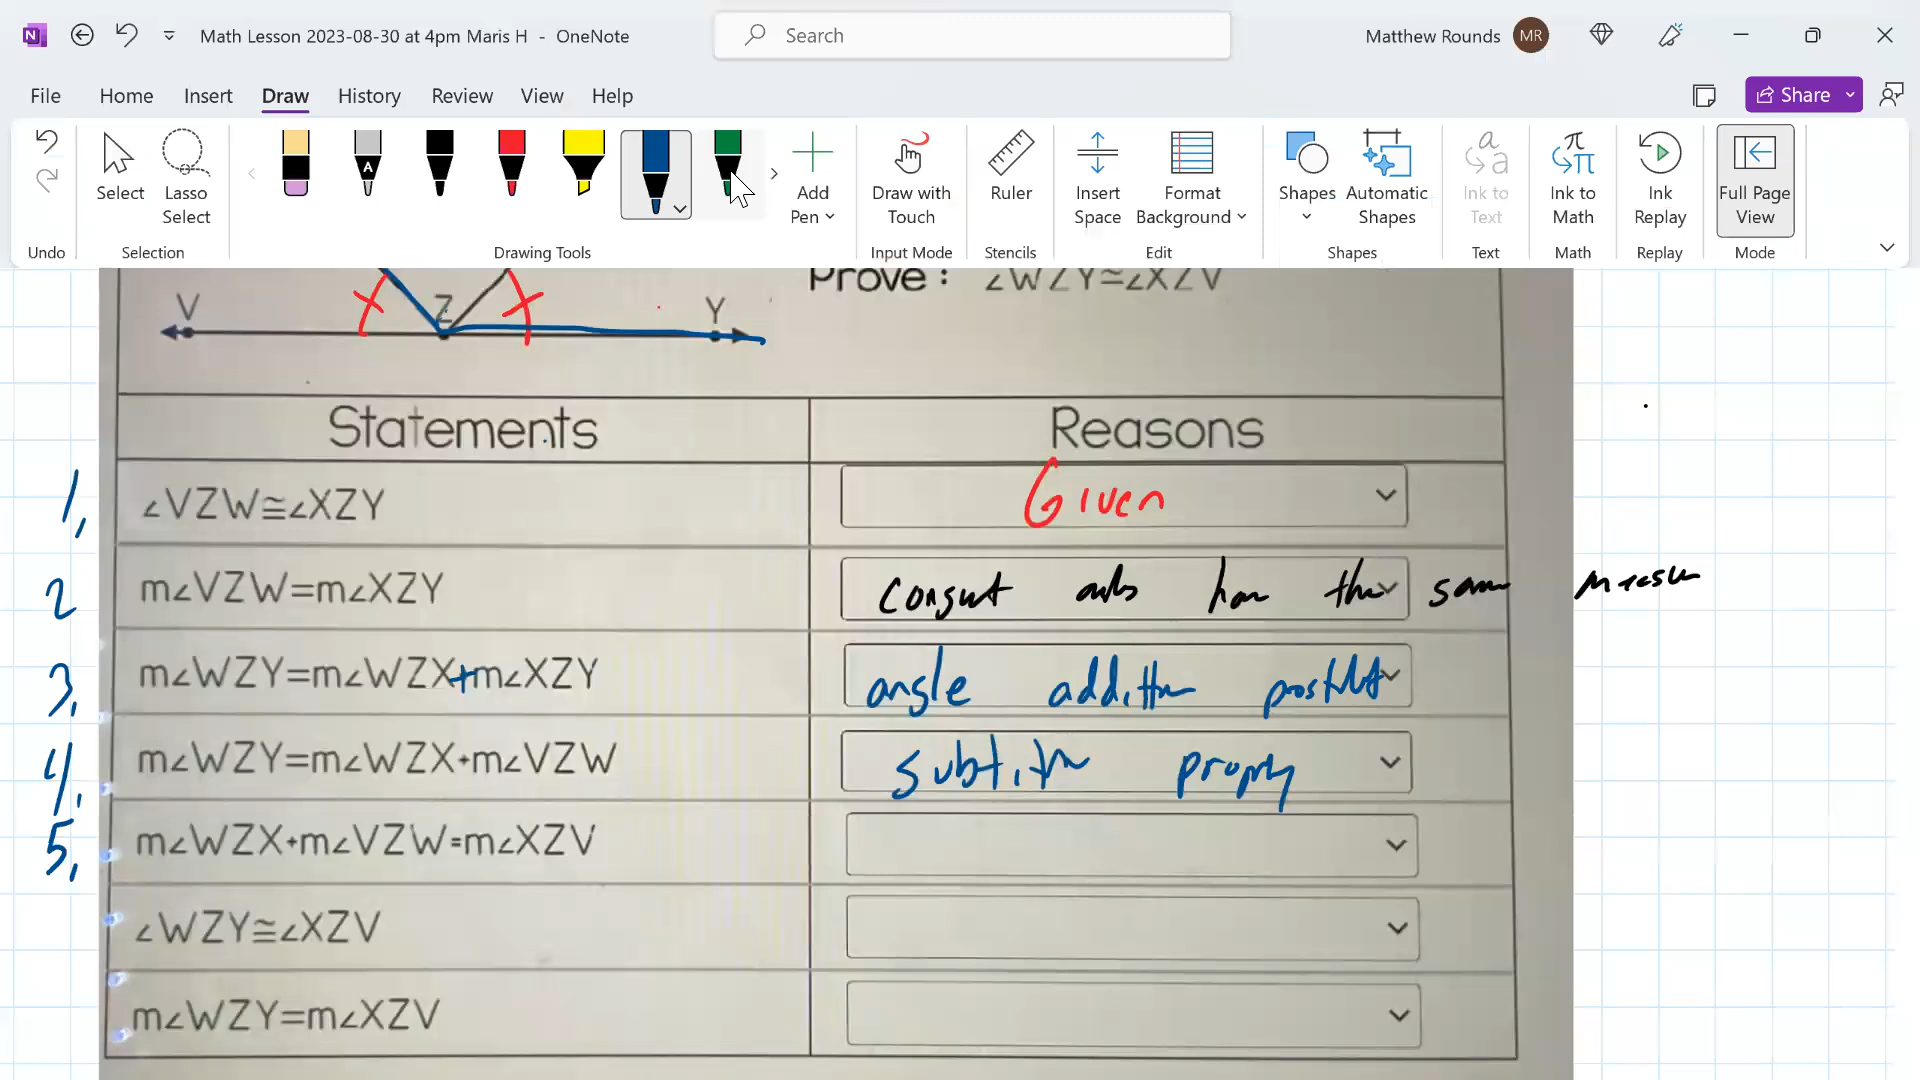 Math Lesson 2023-08-30 at 4pm Maris H - OneNote
Search
Matthew Rounds MR
File Home Insert Draw History Review View Help
Share
Select
Lasso Select
A
Add Pen
Draw with Touch
Ruler
Insert Space
Format Background
Shapes
Automatic Shapes
Ink to Text
Ink to Math
Ink Replay
Full Page View
Undo Selection Drawing Tools Input Mode Stencils Edit Shapes Text Math Replay Mode
Prove: ∠WZY≅∠XZV
V Z Y
Statements Reasons
1, ∠VZW≅∠XZY Given
2 m∠VZW=m∠XZY have the same
3, m∠WZY=m∠WZX+m∠XZY angle
4, m∠WZY=m∠WZX+m∠VZW
5, m∠WZX+m∠VZW=m∠XZV
∠WZY≅∠XZV
m∠WZY=m∠XZV